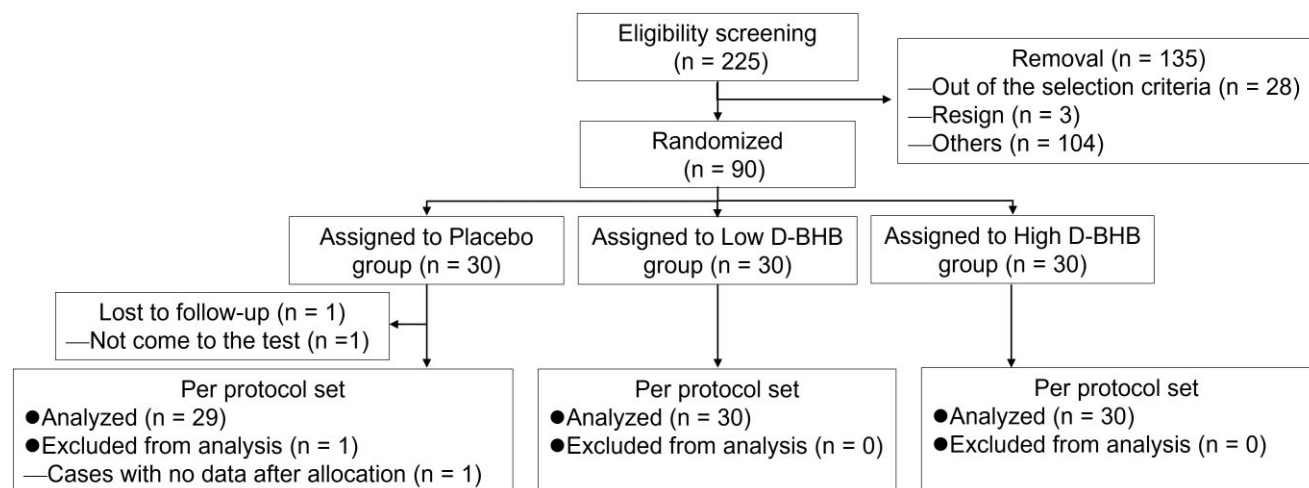 Eligibility screening
(n = 225)
Removal (n = 135)
—Out of the selection criteria (n = 28)
—Resign (n = 3)
—Others (n = 104)
Randomized
(n = 90)
Assigned to Placebo
group (n = 30)
Assigned to Low D-BHB
group (n = 30)
Assigned to High D-BHB
group (n = 30)
Lost to follow-up (n = 1)
—Not come to the test (n =1)
Per protocol set
●Analyzed (n = 29)
●Excluded from analysis (n = 1)
—Cases with no data after allocation (n = 1)
Per protocol set
●Analyzed (n = 30)
●Excluded from analysis (n = 0)
Per protocol set
●Analyzed (n = 30)
●Excluded from analysis (n = 0)